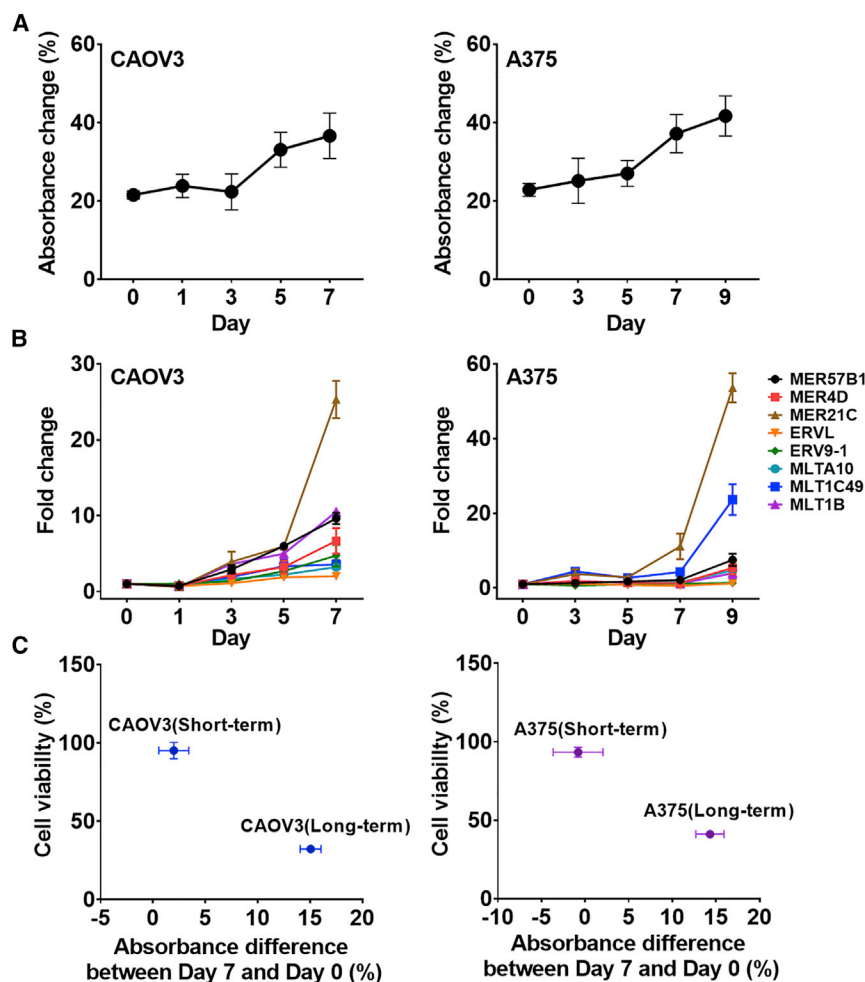 A
CAOV3
Absorbance change (%)
60
40
20
0
0 1 3 5 7
Day
A375
Absorbance change (%)
60
40
20
0
0 3 5 7 9
Day
B
CAOV3
Fold change
30
20
10
0
0 1 3 5 7
Day
A375
Fold change
60
40
20
0
0 3 5 7 9
Day
MER57B1
MER4D
MER21C
ERVL
ERV9-1
MLTA10
MLT1C49
MLT1B
C
Cell viability (%)
150
100
50
0
CAOV3(Short-term)
CAOV3(Long-term)
-5 0 5 10 15 20
Absorbance difference
between Day 7 and Day 0 (%)
Cell viability (%)
150
100
50
0
A375(Short-term)
A375(Long-term)
-10 -5 0 5 10 15 20
Absorbance difference
between Day 7 and Day 0 (%)